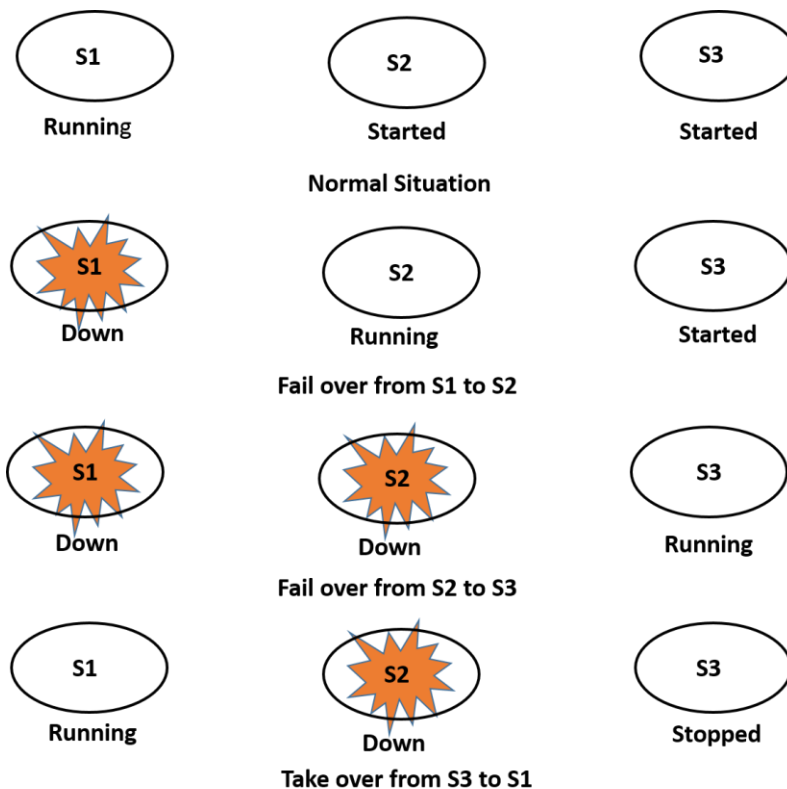 S1 S2 S3
Running Started Started
Normal Situation
S1 S2 S3
Down Running Started
Fail over from S1 to S2
S1 S2 S3
Down Down Running
Fail over from S2 to S3
S1 S2 S3
Running Down Stopped
Take over from S3 to S1